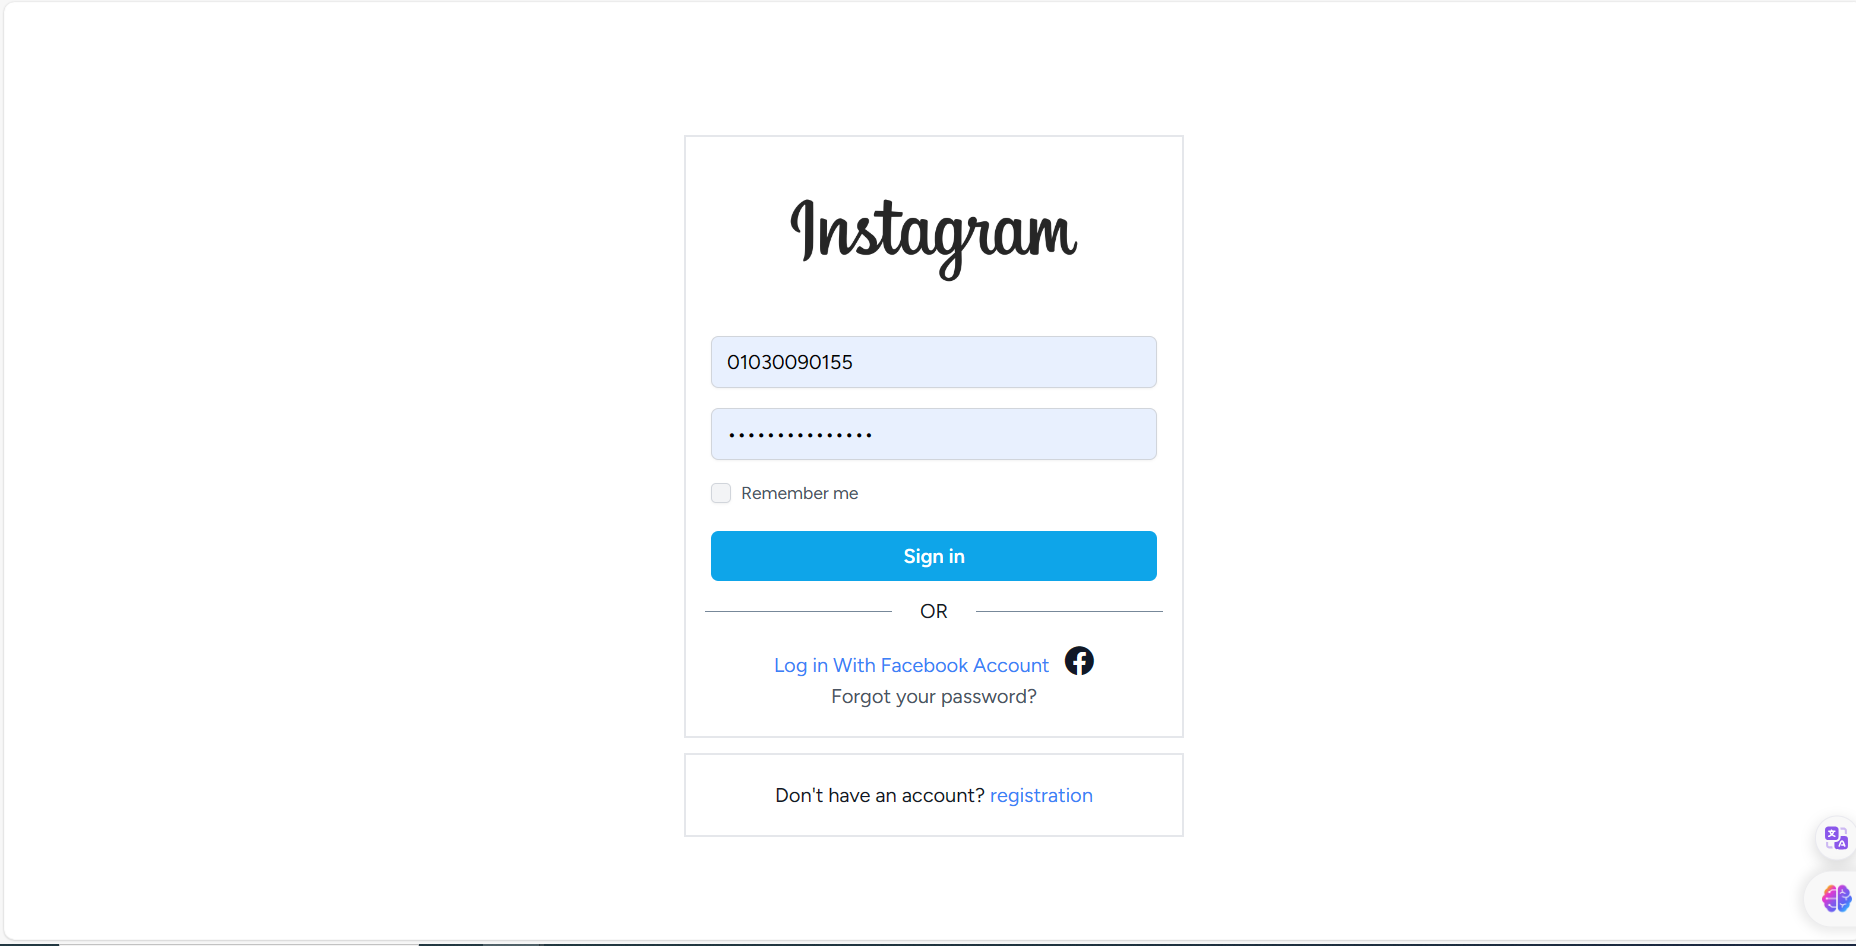 Instagram
01030090155
•••••••••••••••
Remember me
Sign in
OR
Log in With Facebook Account
Forgot your password?
Don't have an account? registration